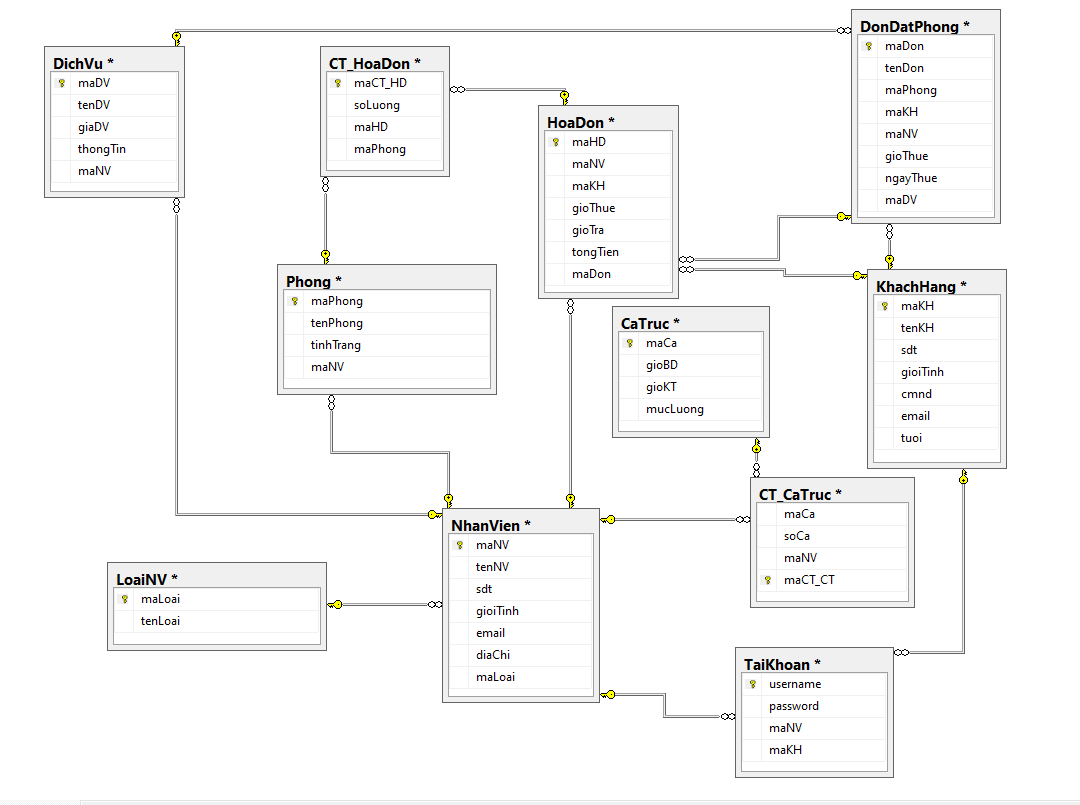 DichVu *
maDV
tenDV
giaDV
thongTin
maNV
CT_HoaDon *
maCT_HD
soLuong
maHD
maPhong
HoaDon *
maHD
maNV
maKH
gioThue
gioTra
tongTien
maDon
DonDatPhong *
maDon
tenDon
maPhong
maKH
maNV
gioThue
ngayThue
maDV
Phong *
maPhong
tenPhong
tinhTrang
maNV
CaTruc *
maCa
gioBD
gioKT
mucLuong
KhachHang *
maKH
tenKH
sdt
gioiTinh
cmnd
email
tuoi
CT_CaTruc *
maCa
soCa
maNV
maCT_CT
NhanVien *
maNV
tenNV
sdt
gioiTinh
email
diaChi
maLoai
LoaiNV *
maLoai
tenLoai
TaiKhoan *
username
password
maNV
maKH